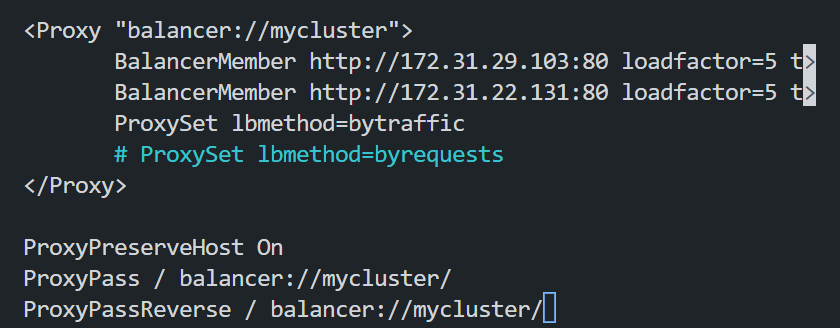 <Proxy "balancer://mycluster">
BalancerMember http://172.31.29.103:80 loadfactor=5 t>
BalancerMember http://172.31.22.131:80 loadfactor=5 t>
ProxySet lbmethod=bytraffic
# ProxySet lbmethod=byrequests
</Proxy>
ProxyPreserveHost On
ProxyPass / balancer://mycluster/
ProxyPassReverse / balancer://mycluster/